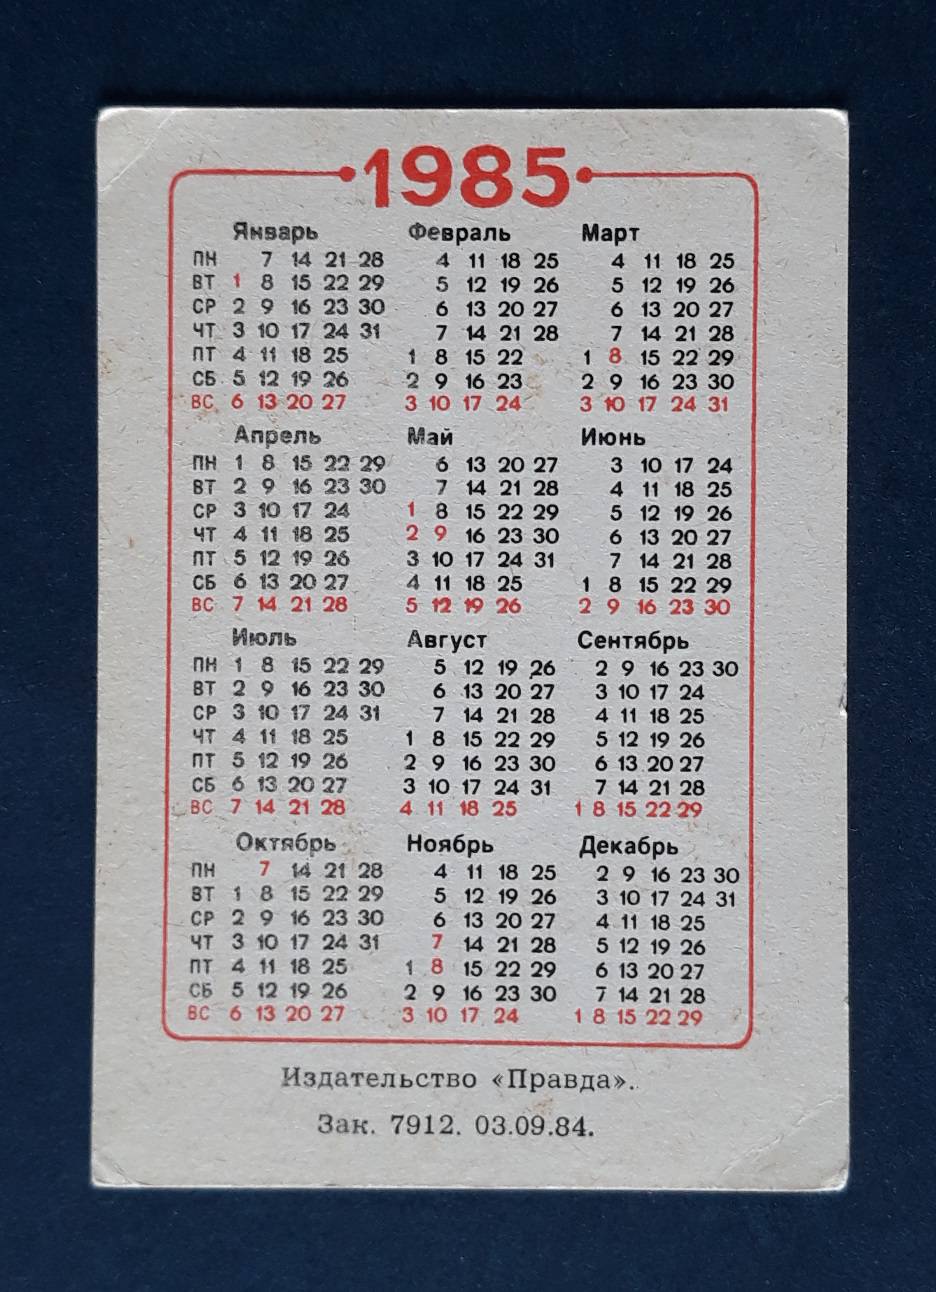 1985
Январь Февраль Март
ПН 7 14 21 28 4 11 18 25 4 11 18 25
ВТ 1 8 15 22 29 5 12 19 26 5 12 19 26
СР 2 9 16 23 30 6 13 20 27 6 13 20 27
ЧТ 3 10 17 24 31 7 14 21 28 7 14 21 28
ПТ 4 11 18 25 1 8 15 22 1 8 15 22 29
СБ 5 12 19 26 2 9 16 23 2 9 16 23 30
ВС 6 13 20 27 3 10 17 24 3 10 17 24 31
Апрель Май Июнь
ПН 1 8 15 22 29 6 13 20 27 3 10 17 24
ВТ 2 9 16 23 30 7 14 21 28 4 11 18 25
СР 3 10 17 24 1 8 15 22 29 5 12 19 26
ЧТ 4 11 18 25 2 9 16 23 30 6 13 20 27
ПТ 5 12 19 26 3 10 17 24 31 7 14 21 28
СБ 6 13 20 27 4 11 18 25 1 8 15 22 29
ВС 7 14 21 28 5 12 19 26 2 9 16 23 30
Июль Август Сентябрь
ПН 1 8 15 22 29 5 12 19 26 2 9 16 23 30
ВТ 2 9 16 23 30 6 13 20 27 3 10 17 24
СР 3 10 17 24 31 7 14 21 28 4 11 18 25
ЧТ 4 11 18 25 1 8 15 22 29 5 12 19 26
ПТ 5 12 19 26 2 9 16 23 30 6 13 20 27
СБ 6 13 20 27 3 10 17 24 31 7 14 21 28
ВС 7 14 21 28 4 11 18 25 1 8 15 22 29
Октябрь Ноябрь Декабрь
ПН 7 14 21 28 4 11 18 25 2 9 16 23 30
ВТ 1 8 15 22 29 5 12 19 26 3 10 17 24 31
СР 2 9 16 23 30 6 13 20 27 4 11 18 25
ЧТ 3 10 17 24 31 7 14 21 28 5 12 19 26
ПТ 4 11 18 25 1 8 15 22 29 6 13 20 27
СБ 5 12 19 26 2 9 16 23 30 7 14 21 28
ВС 6 13 20 27 3 10 17 24 1 8 15 22 29
Издательство «Правда».
Зак. 7912. 03.09.84.